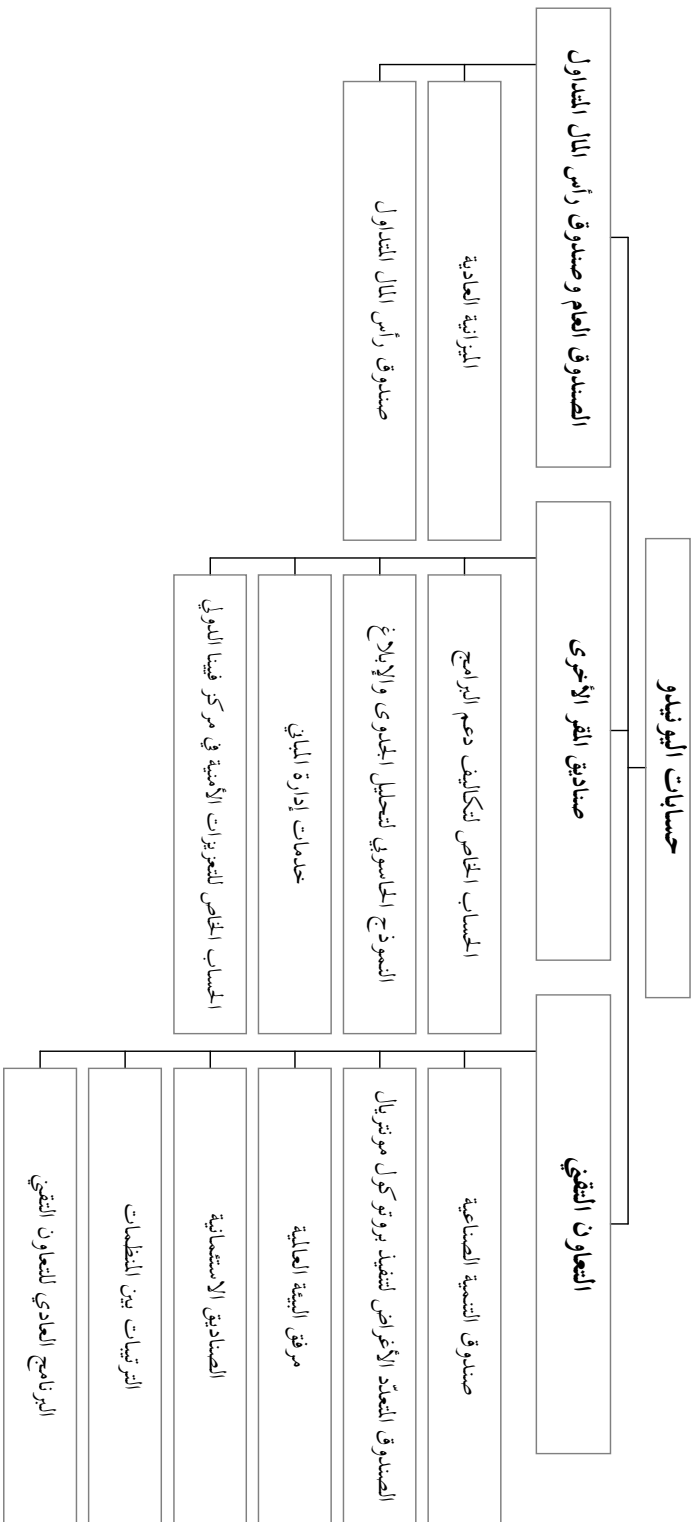 حسابات اليونيدو
الصندوق العام وصندوق رأس المال المتداول
الميزانية العادية
صندوق رأس المال المتداول
صناديق المقر الأخرى
الحساب الخاص لتكاليف دعم البرامج
النموذج الحاسوبي لتحليل الجدوى والإبلاغ
خدمات إدارة المباني
الحساب الخاص للتعزيزات الأمنية في مركز فيينا الدولي
التعاون التقني
صندوق التنمية الصناعية
الصندوق المتعدّد الأغراض لتنفيذ بروتوكول مونتريال
مرفق البيئة العالمية
الصناديق الاستئمانية
الترتيبات بين المنظمات
البرنامج العادي للتعاون التقني